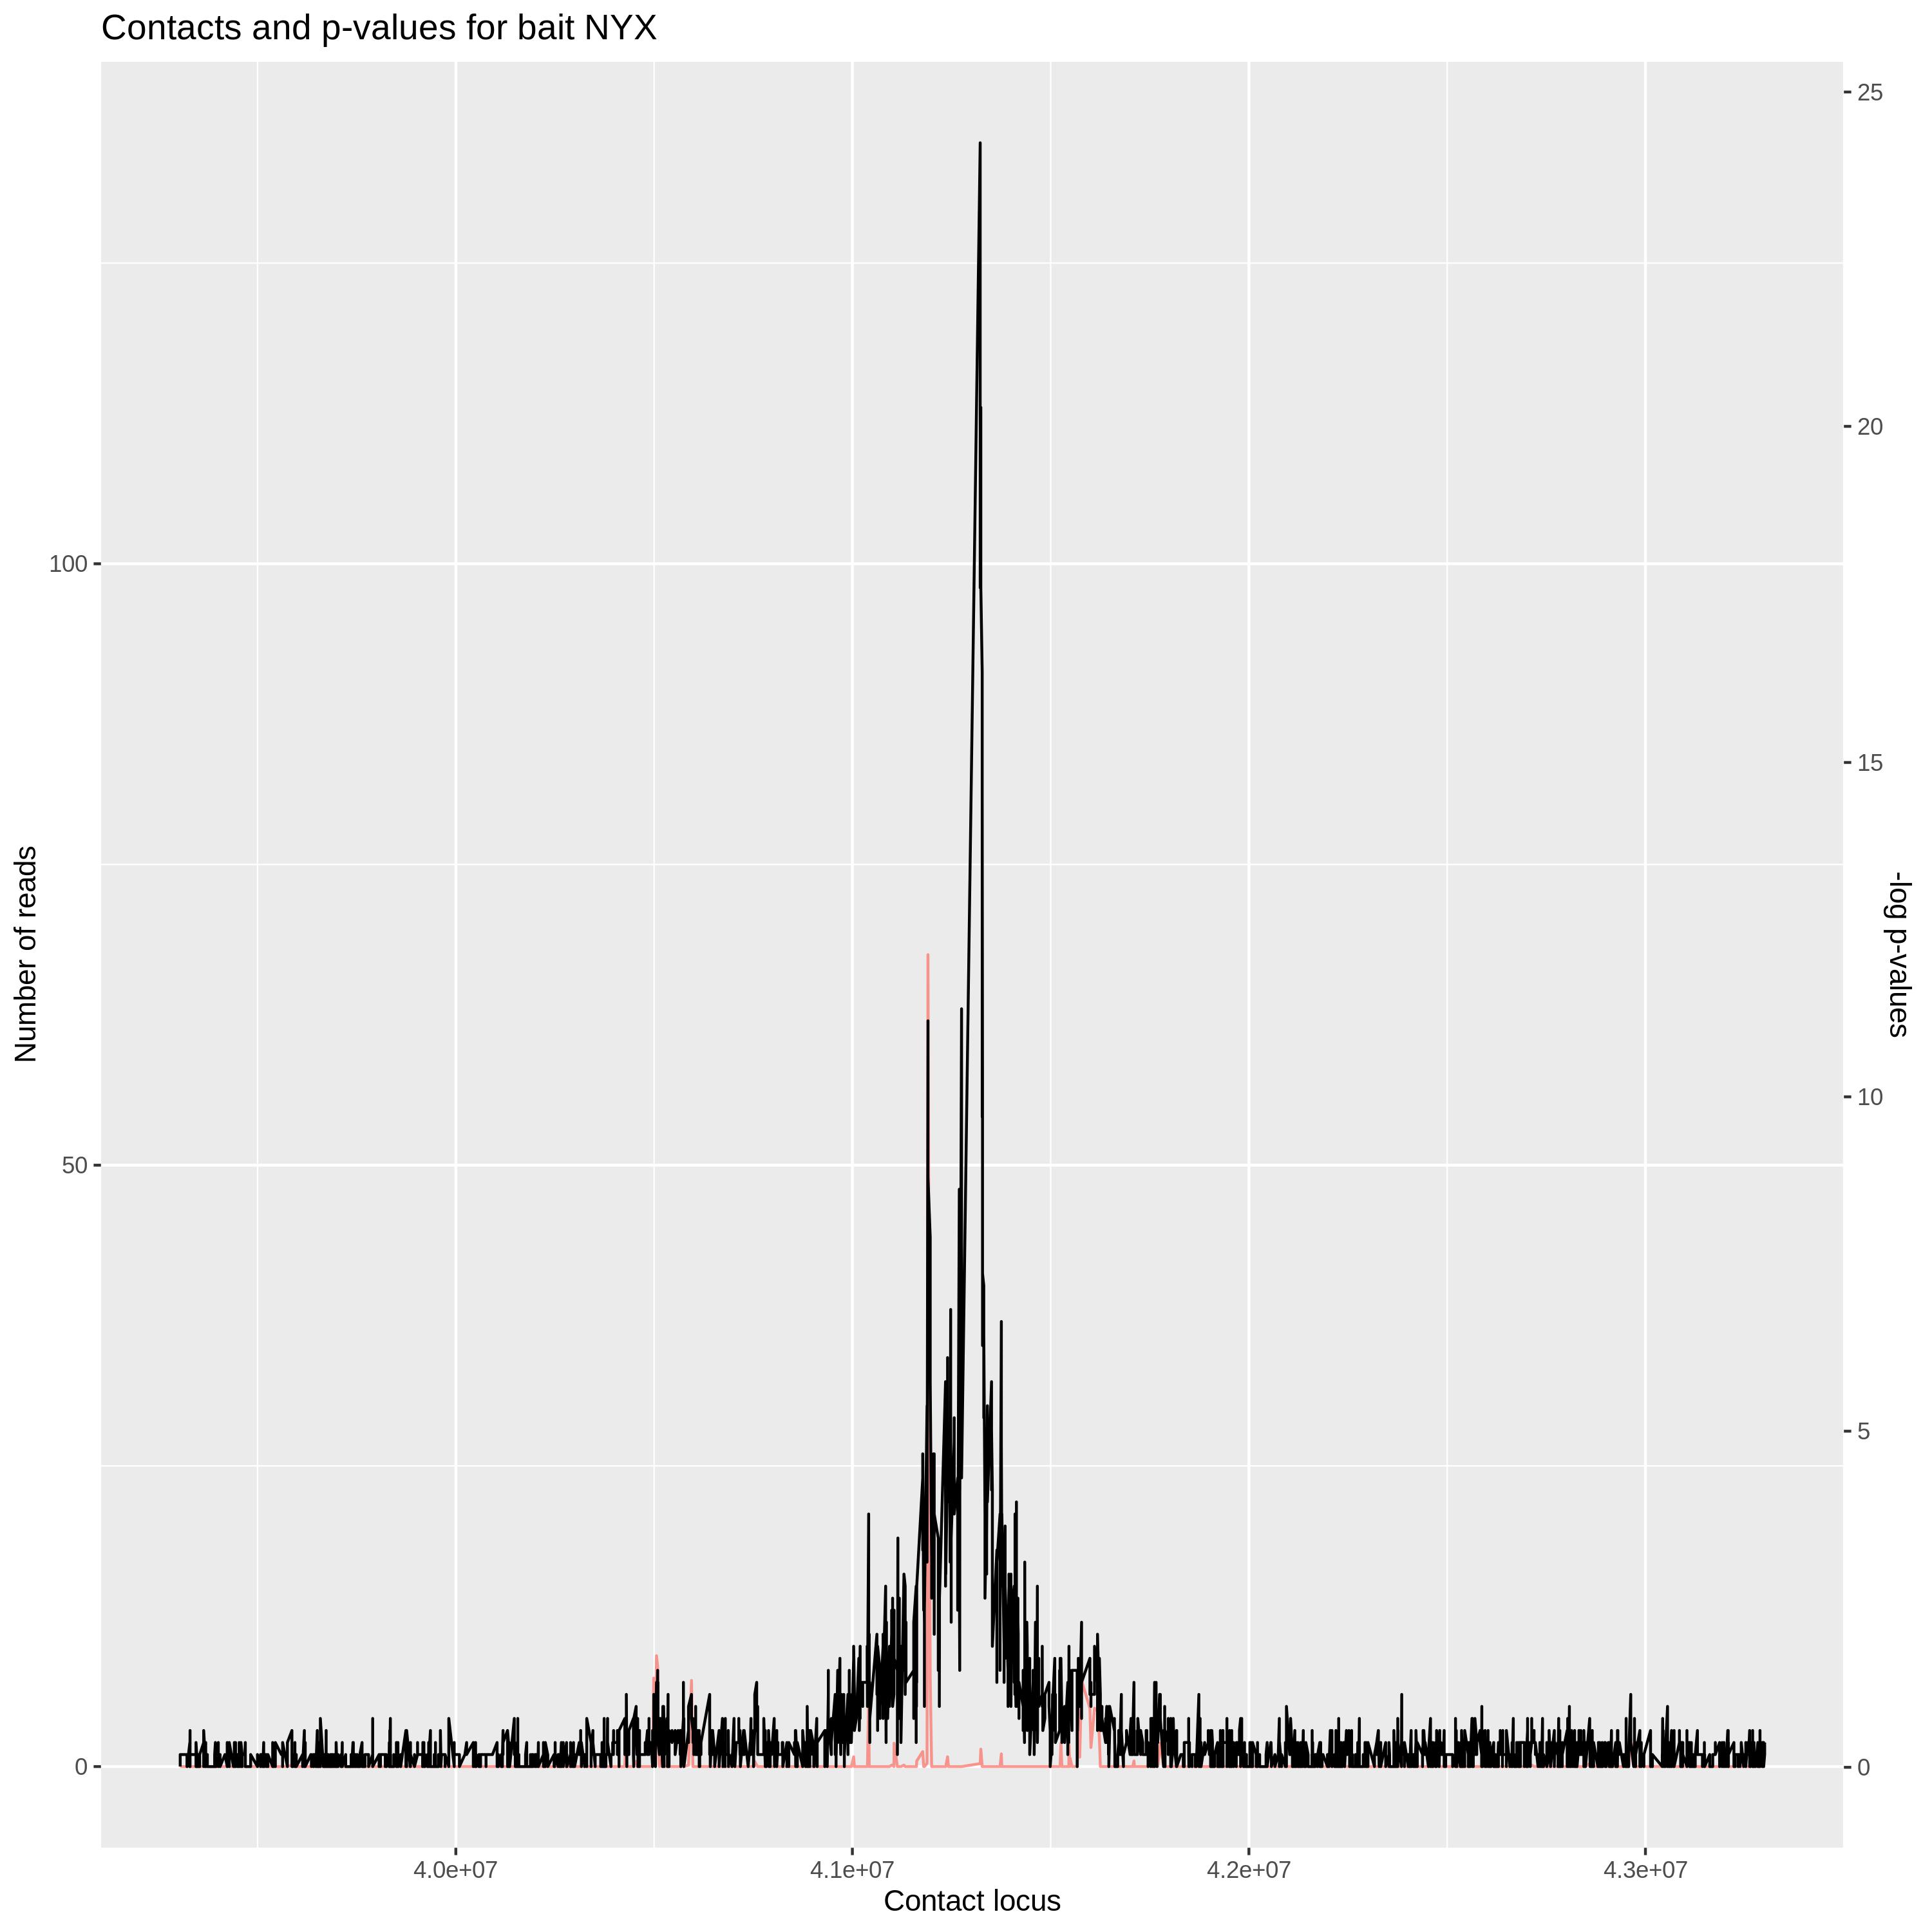 Contacts and p-values for bait NYX
Number of reads
100
50
0
25
20
15
10
5
0
-log p-values
4.0e+07
4.1e+07
4.2e+07
4.3e+07
Contact locus